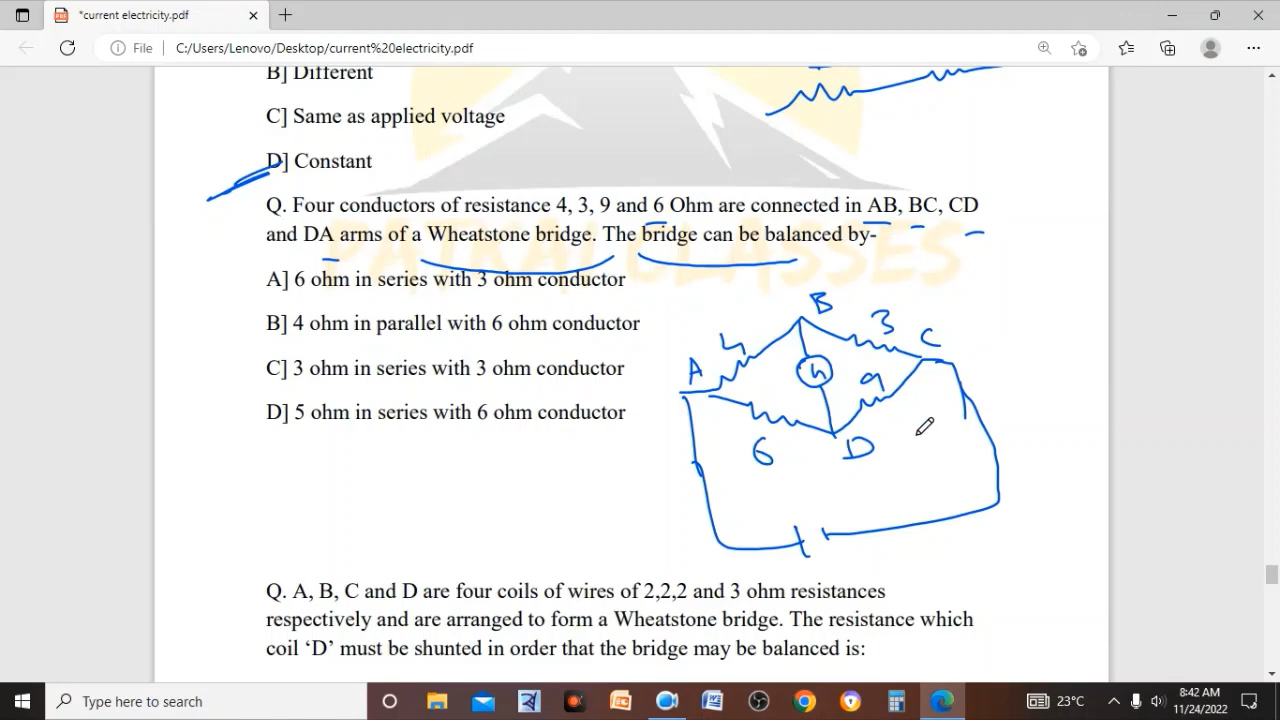 *current electricity.pdf
File
C:/Users/Lenovo/Desktop/current%20electricity.pdf
B] Different
C] Same as applied voltage
D] Constant
Q. Four conductors of resistance 4, 3, 9 and 6 Ohm are connected in AB, BC, CD
and DA arms of a Wheatstone bridge. The bridge can be balanced by-
A] 6 ohm in series with 3 ohm conductor
B] 4 ohm in parallel with 6 ohm conductor
C] 3 ohm in series with 3 ohm conductor
D] 5 ohm in series with 6 ohm conductor
B
4
3
C
A
9
6
D
PATKAI CLASSES
Q. A, B, C and D are four coils of wires of 2,2,2 and 3 ohm resistances
respectively and are arranged to form a Wheatstone bridge. The resistance which
coil ‘D’ must be shunted in order that the bridge may be balanced is:
Type here to search
23°C
8:42 AM
11/24/2022